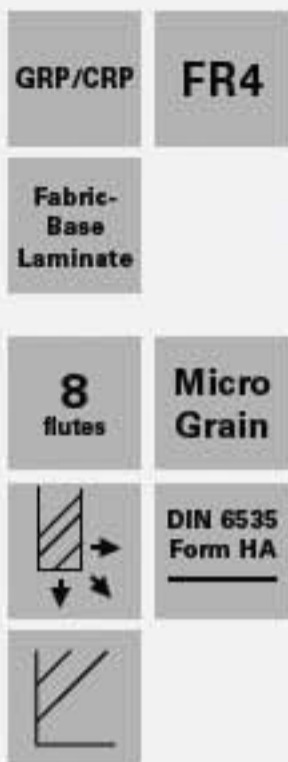 GRP/CRP
FR4
Fabric-
Base
Laminate
8
flutes
Micro
Grain
DIN 6535
Form HA